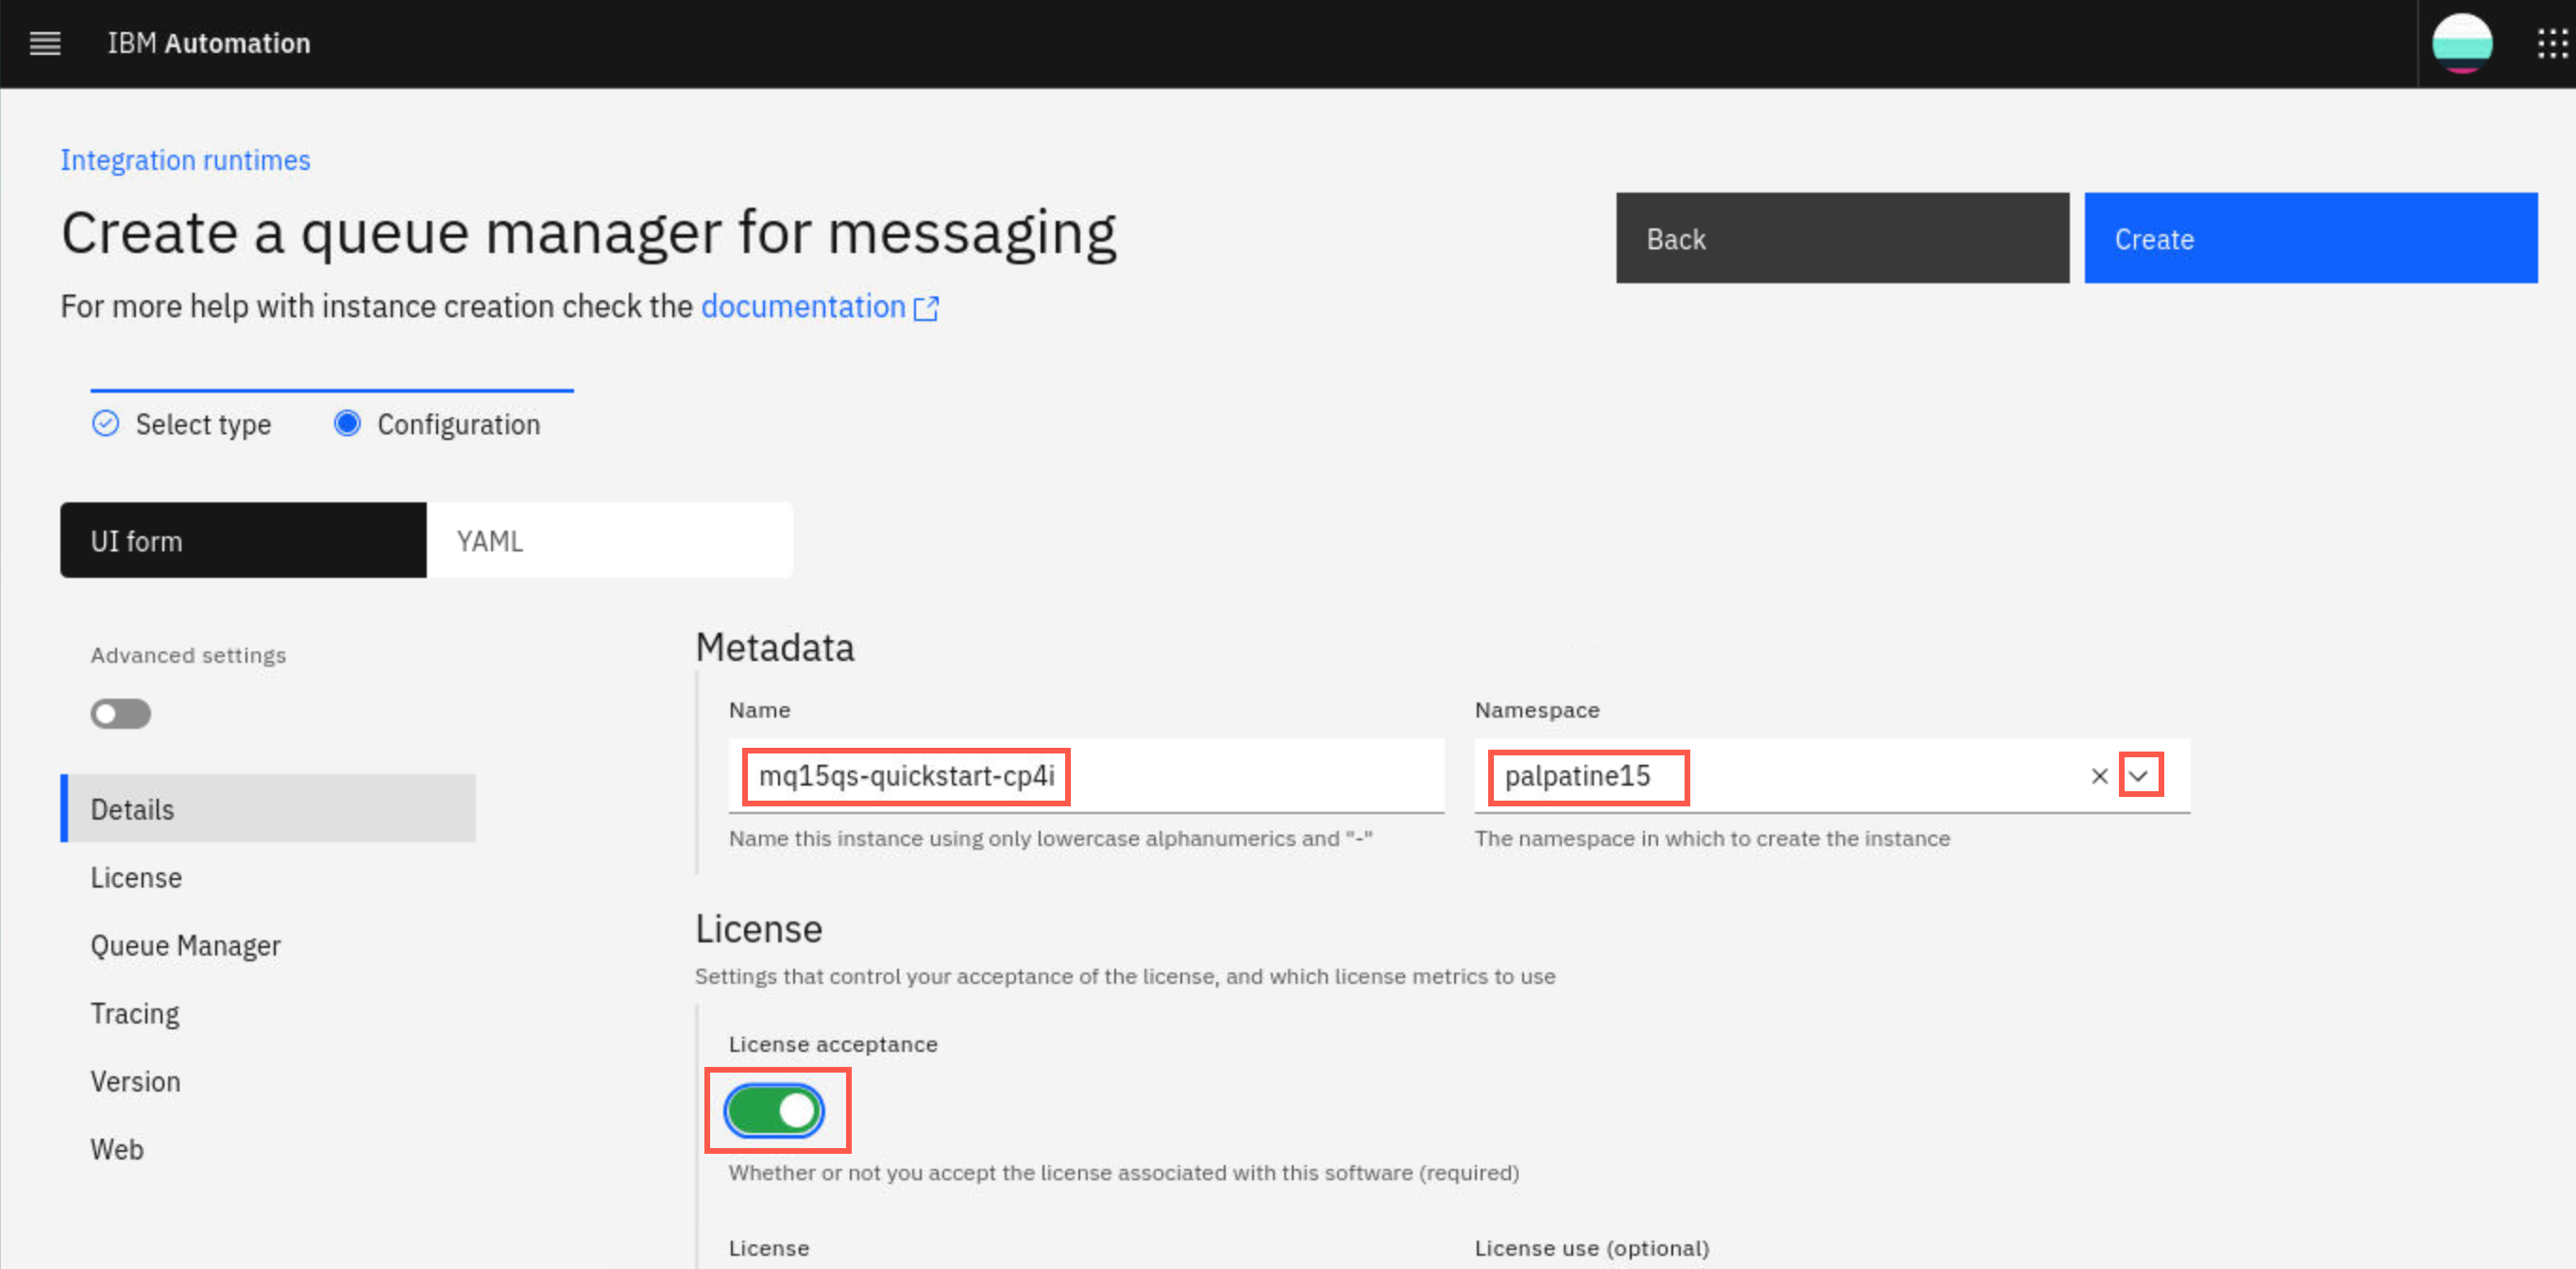 IBM Automation
Integration runtimes
Create a queue manager for messaging
Back
Create
For more help with instance creation check the documentation
Select type
Configuration
UI form
YAML
Advanced settings
Details
License
Queue Manager
Tracing
Version
Web
Metadata
Name
Namespace
mq15qs-quickstart-cp4i
palpatine15
Name this instance using only lowercase alphanumerics and "-"
The namespace in which to create the instance
License
Settings that control your acceptance of the license, and which license metrics to use
License acceptance
Whether or not you accept the license associated with this software (required)
License
License use (optional)